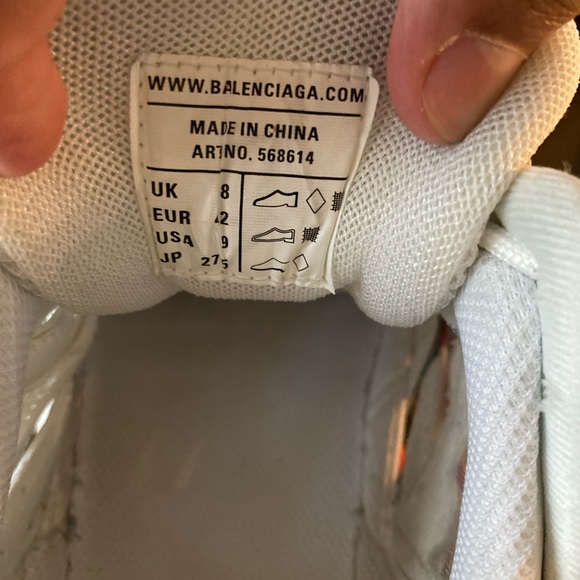 WWW.BALENCIAGA.COM
MADE IN CHINA
ART NO. 568614
UK 8
EUR 42
USA 9
JP 275